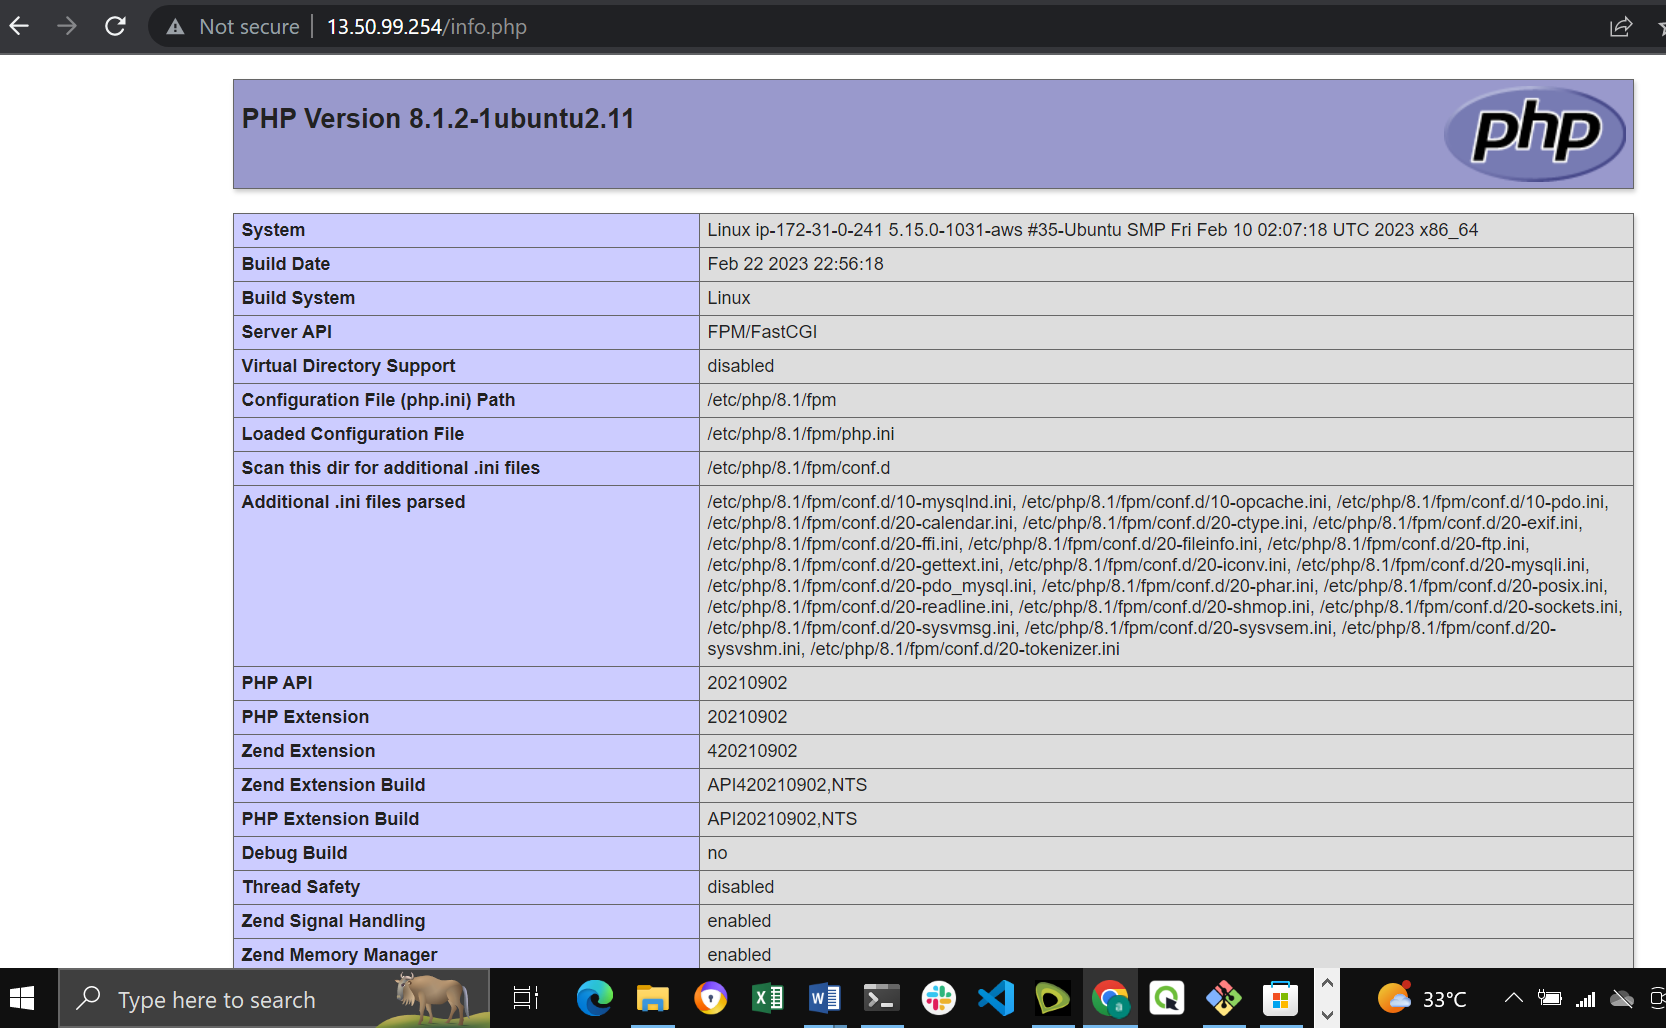 Not secure | 13.50.99.254/info.php
PHP Version 8.1.2-1ubuntu2.11
php
System Linux ip-172-31-0-241 5.15.0-1031-aws #35-Ubuntu SMP Fri Feb 10 02:07:18 UTC 2023 x86_64
Build Date Feb 22 2023 22:56:18
Build System Linux
Server API FPM/FastCGI
Virtual Directory Support disabled
Configuration File (php.ini) Path /etc/php/8.1/fpm
Loaded Configuration File /etc/php/8.1/fpm/php.ini
Scan this dir for additional .ini files /etc/php/8.1/fpm/conf.d
Additional .ini files parsed /etc/php/8.1/fpm/conf.d/10-mysqlnd.ini, /etc/php/8.1/fpm/conf.d/10-opcache.ini, /etc/php/8.1/fpm/conf.d/10-pdo.ini,
/etc/php/8.1/fpm/conf.d/20-calendar.ini, /etc/php/8.1/fpm/conf.d/20-ctype.ini, /etc/php/8.1/fpm/conf.d/20-exif.ini,
/etc/php/8.1/fpm/conf.d/20-ffi.ini, /etc/php/8.1/fpm/conf.d/20-fileinfo.ini, /etc/php/8.1/fpm/conf.d/20-ftp.ini,
/etc/php/8.1/fpm/conf.d/20-gettext.ini, /etc/php/8.1/fpm/conf.d/20-iconv.ini, /etc/php/8.1/fpm/conf.d/20-mysqli.ini,
/etc/php/8.1/fpm/conf.d/20-pdo_mysql.ini, /etc/php/8.1/fpm/conf.d/20-phar.ini, /etc/php/8.1/fpm/conf.d/20-posix.ini,
/etc/php/8.1/fpm/conf.d/20-readline.ini, /etc/php/8.1/fpm/conf.d/20-shmop.ini, /etc/php/8.1/fpm/conf.d/20-sockets.ini,
/etc/php/8.1/fpm/conf.d/20-sysvmsg.ini, /etc/php/8.1/fpm/conf.d/20-sysvsem.ini, /etc/php/8.1/fpm/conf.d/20-
sysvshm.ini, /etc/php/8.1/fpm/conf.d/20-tokenizer.ini
PHP API 20210902
PHP Extension 20210902
Zend Extension 420210902
Zend Extension Build API420210902,NTS
PHP Extension Build API20210902,NTS
Debug Build no
Thread Safety disabled
Zend Signal Handling enabled
Zend Memory Manager enabled
Type here to search
33°C